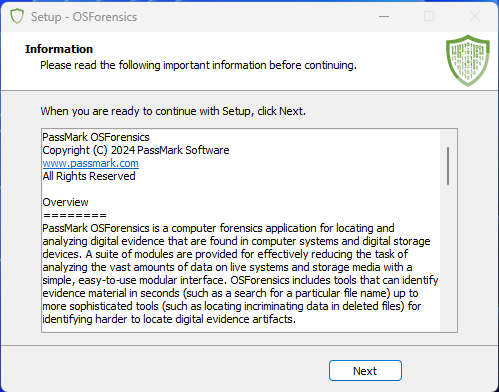 Setup - OSForensics
Information
Please read the following important information before continuing.
When you are ready to continue with Setup, click Next.
PassMark OSForensics
Copyright (C) 2024 PassMark Software
www.passmark.com
All Rights Reserved
Overview
========
PassMark OSForensics is a computer forensics application for locating and
analyzing digital evidence that are found in computer systems and digital storage
devices. A suite of modules are provided for effectively reducing the task of
analyzing the vast amounts of data on live systems and storage media with a
simple, easy-to-use modular interface. OSForensics includes tools that can identify
evidence material in seconds (such as a search for a particular file name) up to
more sophisticated tools (such as locating incriminating data in deleted files) for
identifying harder to locate digital evidence artifacts.
Next